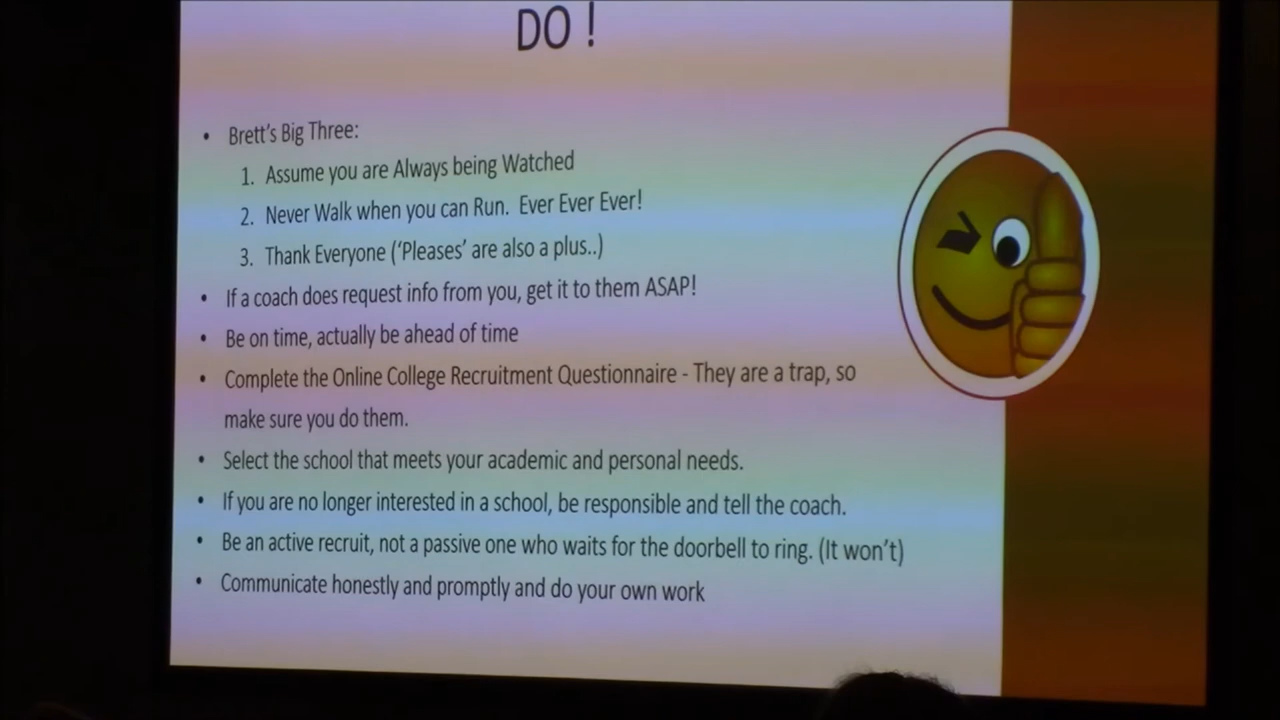 DO !
• Brett's Big Three:
1. Assume you are Always being Watched
2. Never Walk when you can Run. Ever Ever Ever!
3. Thank Everyone ('Pleases' are also a plus..)
• If a coach does request info from you, get it to them ASAP!
• Be on time, actually be ahead of time
• Complete the Online College Recruitment Questionnaire - They are a trap, so
make sure you do them.
• Select the school that meets your academic and personal needs.
• If you are no longer interested in a school, be responsible and tell the coach.
• Be an active recruit, not a passive one who waits for the doorbell to ring. (It won't)
• Communicate honestly and promptly and do your own work